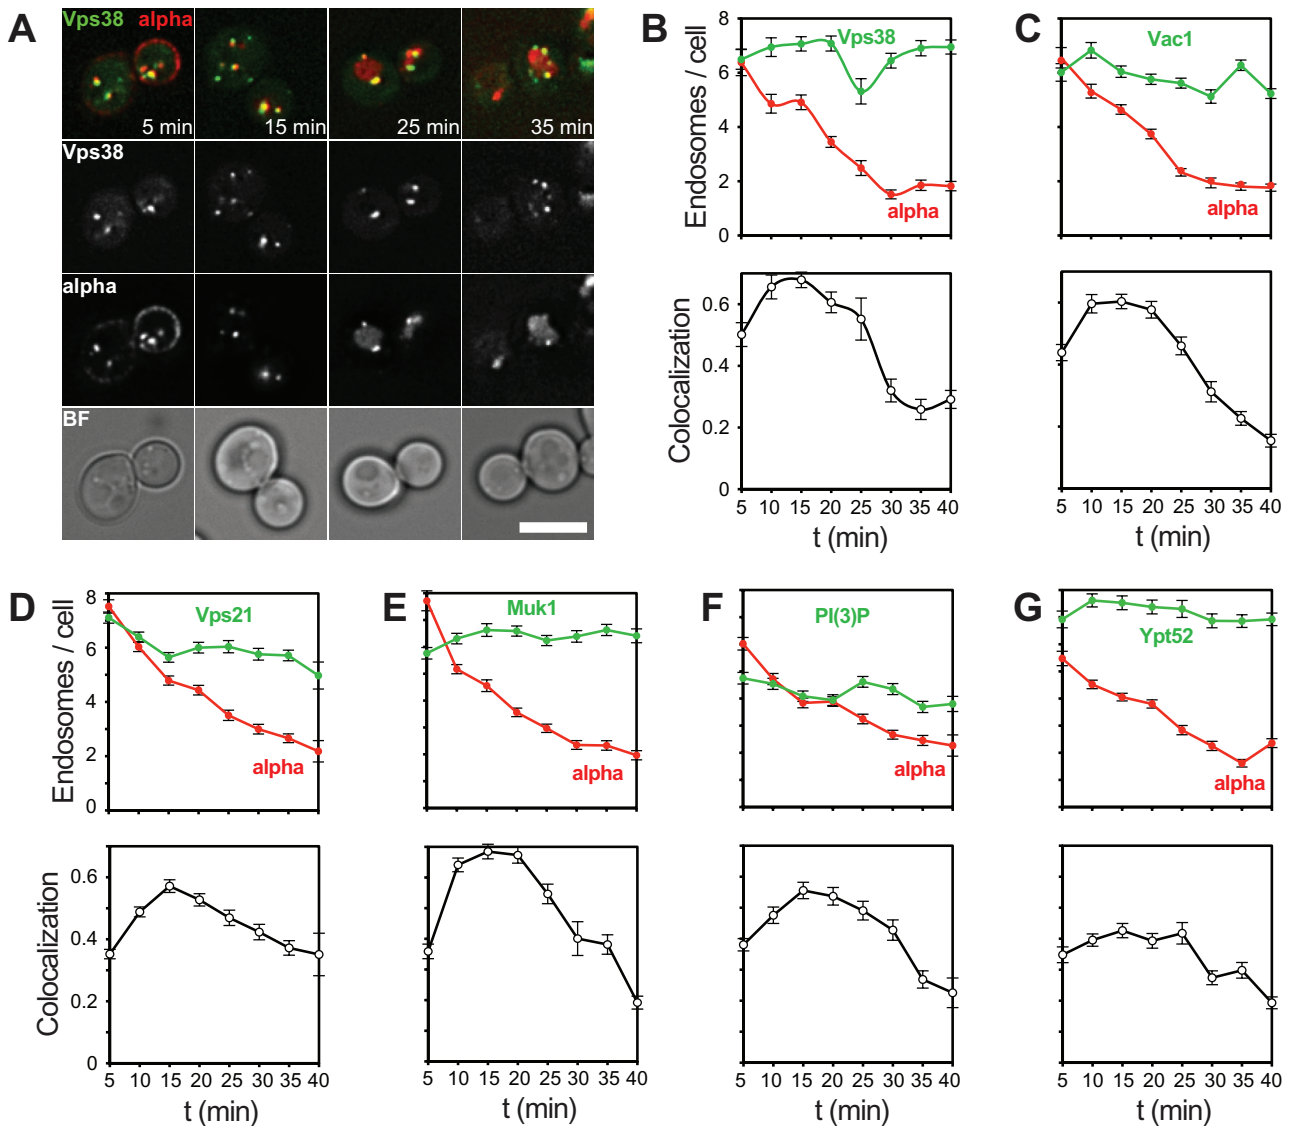 A
Vps38 alpha
5 min
15 min
25 min
35 min
Vps38
alpha
BF
B
Endosomes / cell
8
6
4
2
0
Vps38
alpha
Colocalization
0.6
0.4
0.2
0
5 10 15 20 25 30 35 40
t (min)
C
Vac1
alpha
5 10 15 20 25 30 35 40
t (min)
D
Endosomes / cell
8
6
4
2
0
Vps21
alpha
Colocalization
0.6
0.4
0.2
0
5 10 15 20 25 30 35 40
t (min)
E
Muk1
alpha
5 10 15 20 25 30 35 40
t (min)
F
PI(3)P
alpha
5 10 15 20 25 30 35 40
t (min)
G
Ypt52
alpha
5 10 15 20 25 30 35 40
t (min)